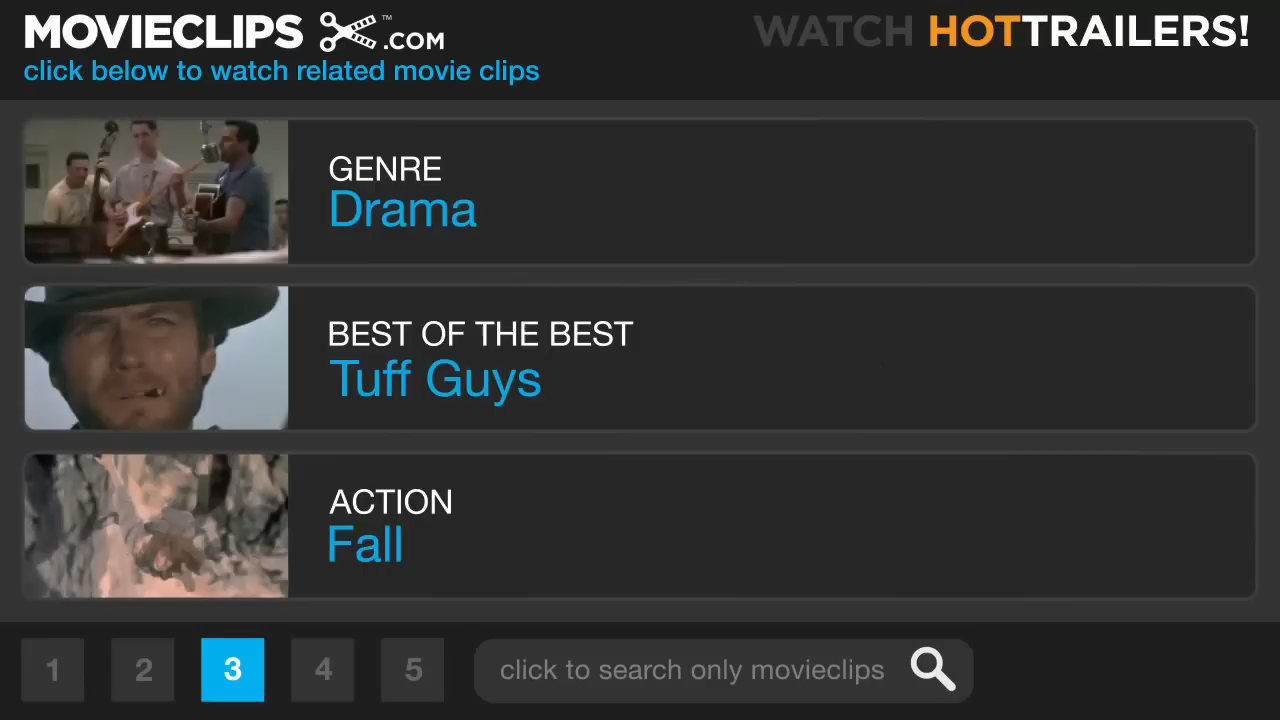 MOVIECLIPS ™ .COM
WATCH HOTTRAILERS!
click below to watch related movie clips
GENRE
Drama
BEST OF THE BEST
Tuff Guys
ACTION
Fall
1 2 3 4 5 click to search only movieclips